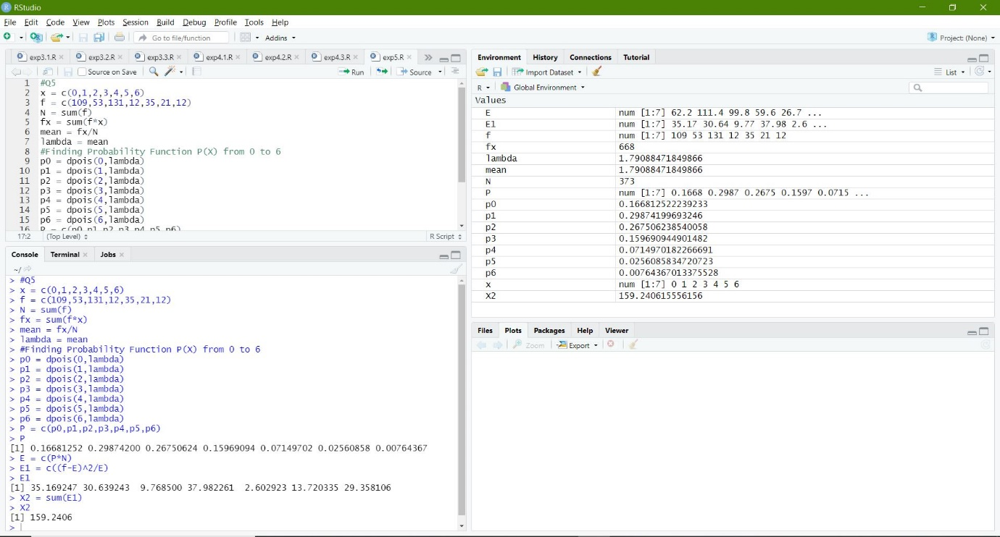 RStudio
File Edit Code View Plots Session Build Debug Profile Tools Help
Go to file/function Addins Project: (None)
exp3.1.R exp3.2.R exp3.3.R exp4.1.R exp4.2.R exp4.3.R exp5.R
Source on Save Run Source
1 #Q5
2 x = c(0,1,2,3,4,5,6)
3 f = c(109,53,131,12,35,21,12)
4 N = sum(f)
5 fx = sum(f*x)
6 mean = fx/N
7 lambda = mean
8 #Finding Probability Function P(X) from 0 to 6
9 p0 = dpois(0,lambda)
10 p1 = dpois(1,lambda)
11 p2 = dpois(2,lambda)
12 p3 = dpois(3,lambda)
13 p4 = dpois(4,lambda)
14 p5 = dpois(5,lambda)
15 p6 = dpois(6,lambda)
16 P = c(p0,p1,p2,p3,p4,p5,p6)
17:2 (Top Level) R Script
Console Terminal Jobs
~/
> #Q5
> x = c(0,1,2,3,4,5,6)
> f = c(109,53,131,12,35,21,12)
> N = sum(f)
> fx = sum(f*x)
> mean = fx/N
> lambda = mean
> #Finding Probability Function P(X) from 0 to 6
> p0 = dpois(0,lambda)
> p1 = dpois(1,lambda)
> p2 = dpois(2,lambda)
> p3 = dpois(3,lambda)
> p4 = dpois(4,lambda)
> p5 = dpois(5,lambda)
> p6 = dpois(6,lambda)
> P = c(p0,p1,p2,p3,p4,p5,p6)
> P
[1] 0.16681252 0.29874200 0.26750624 0.15969094 0.07149702 0.02560858 0.00764367
> E = c(P*N)
> E1 = c((f-E)^2/E)
> E1
[1] 35.169247 30.639243 9.768500 37.982261 2.602923 13.720335 29.358106
> X2 = sum(E1)
> X2
[1] 159.2406
>
Environment History Connections Tutorial
Import Dataset List
R Global Environment
Values
E num [1:7] 62.2 111.4 99.8 59.6 26.7 ...
E1 num [1:7] 35.17 30.64 9.77 37.98 2.6 ...
f num [1:7] 109 53 131 12 35 21 12
fx 668
lambda 1.79088471849866
mean 1.79088471849866
N 373
P num [1:7] 0.1668 0.2987 0.2675 0.1597 0.0715 ...
p0 0.166812522239233
p1 0.29874199693246
p2 0.267506238540058
p3 0.159690944901482
p4 0.0714970182266691
p5 0.0256085834720723
p6 0.00764367013375528
x num [1:7] 0 1 2 3 4 5 6
X2 159.240615556156
Files Plots Packages Help Viewer
Zoom Export